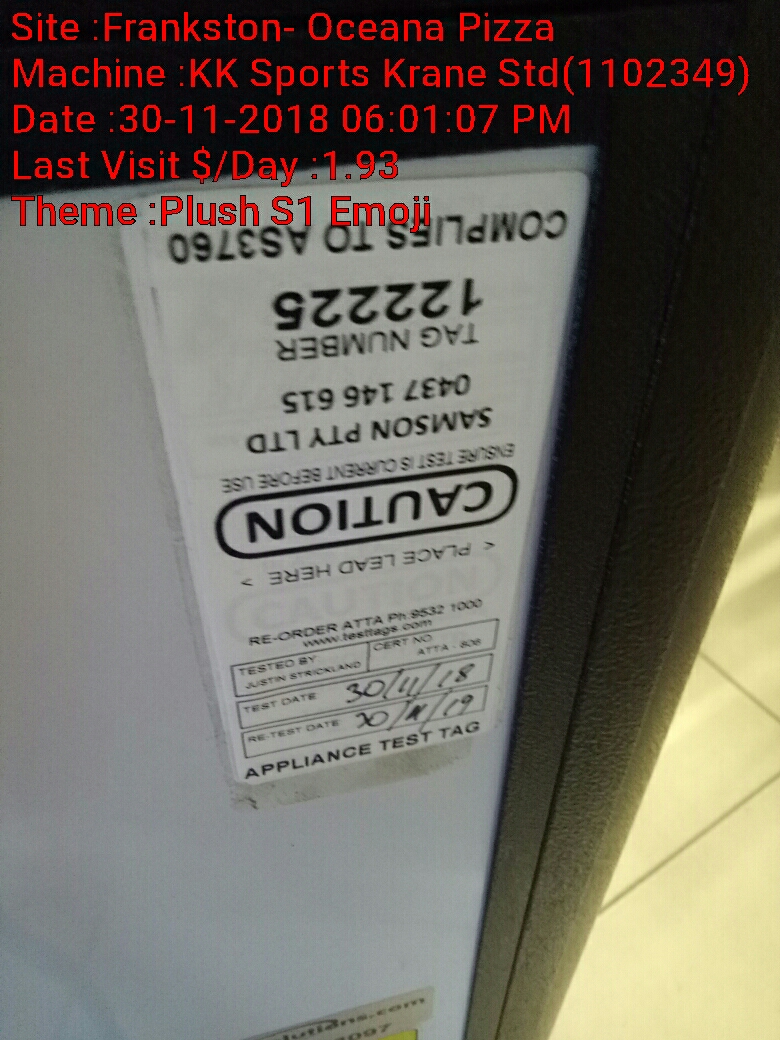 Site :Frankston- Oceana Pizza
Machine :KK Sports Krane Std(1102349)
Date :30-11-2018 06:01:07 PM
Last Visit $/Day :1.93
Theme :Plush S1 Emoji
COMPLIES TO AS3760
122225
TAG NUMBER
0437 146 615
SAMSON PTY LTD
ENSURE TEST IS CURRENT BEFORE USE
CAUTION
< PLACE LEAD HERE >
CAUTION
RE-ORDER ATTA Ph 9532 1000
www.testtags.com
TESTED BY
JUSTIN STRICKLAND
CERT NO
ATTA - 806
TEST DATE 30/11/18
RE-TEST DATE 30/11/19
APPLIANCE TEST TAG